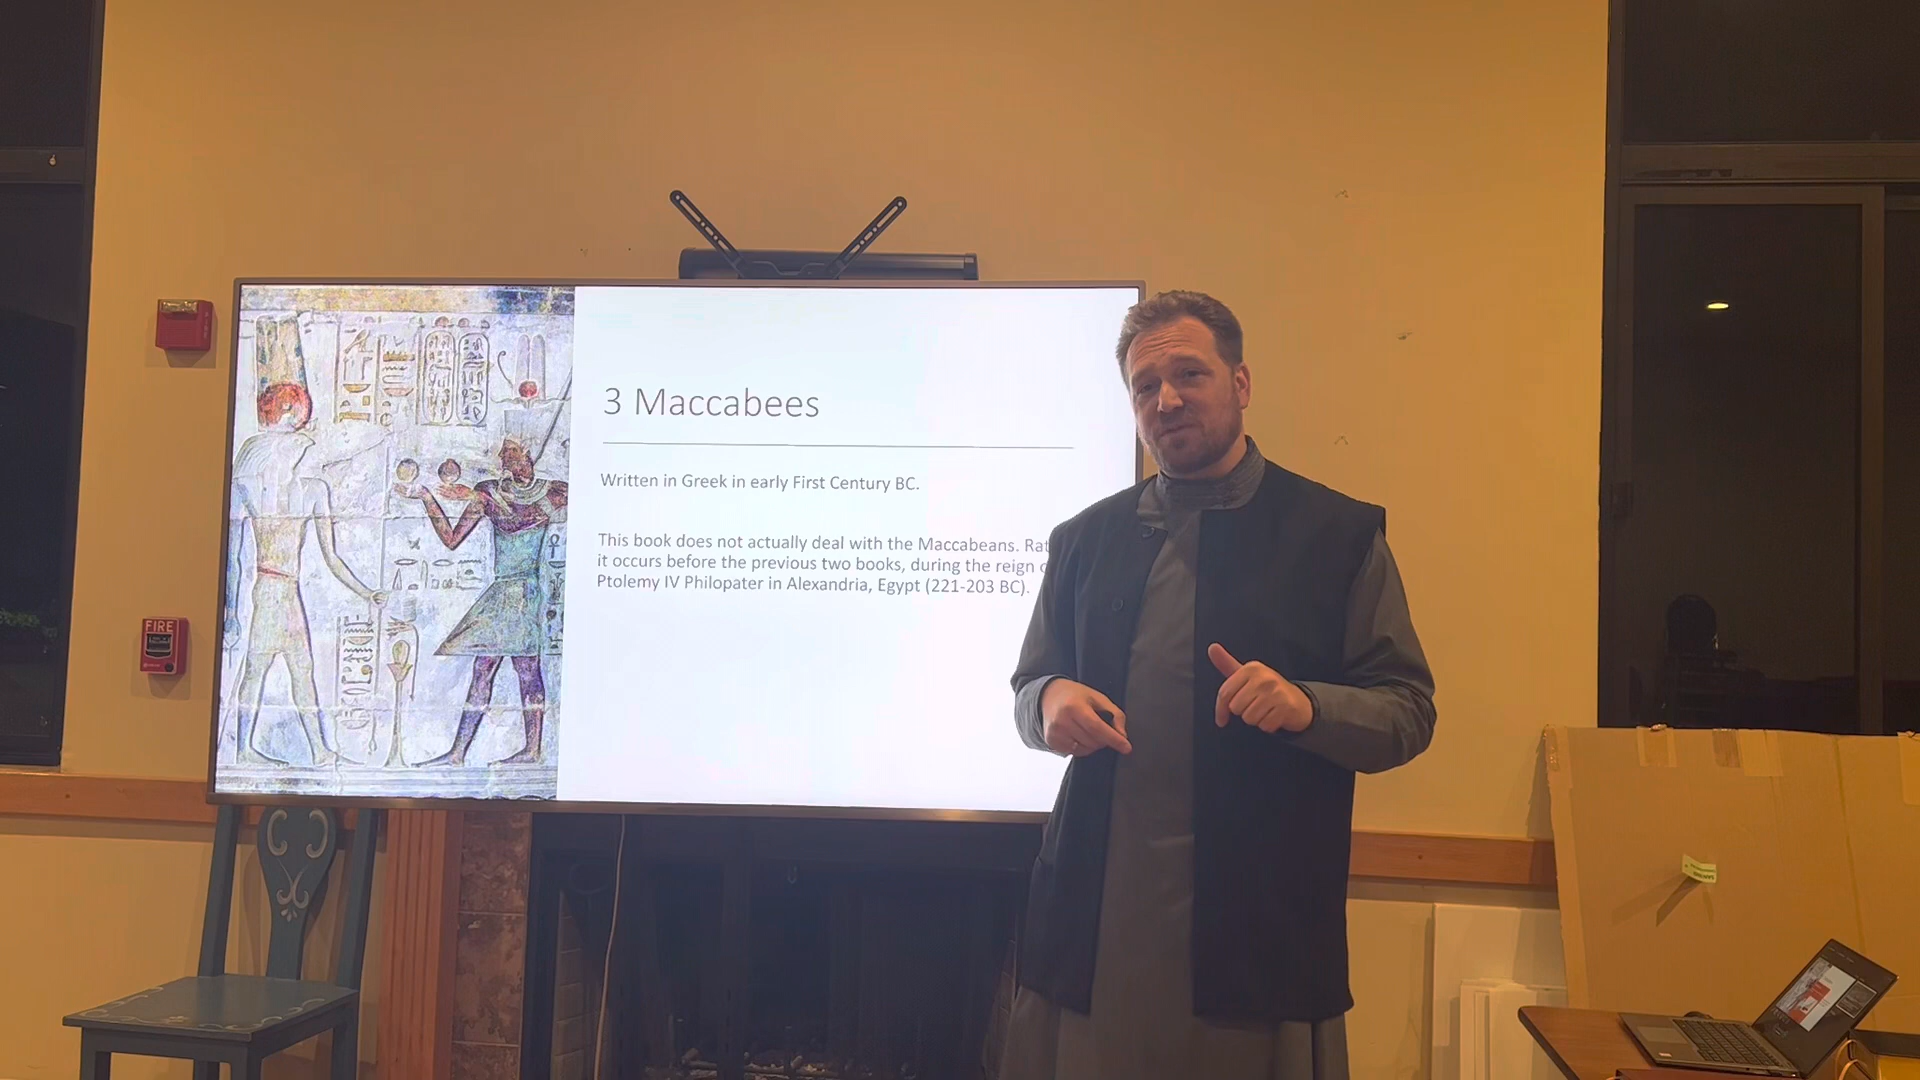 3 Maccabees
Written in Greek in early First Century BC.
This book does not actually deal with the Maccabeans. Rat
it occurs before the previous two books, during the reign
Ptolemy IV Philopater in Alexandria, Egypt (221-203 BC).
FIRE